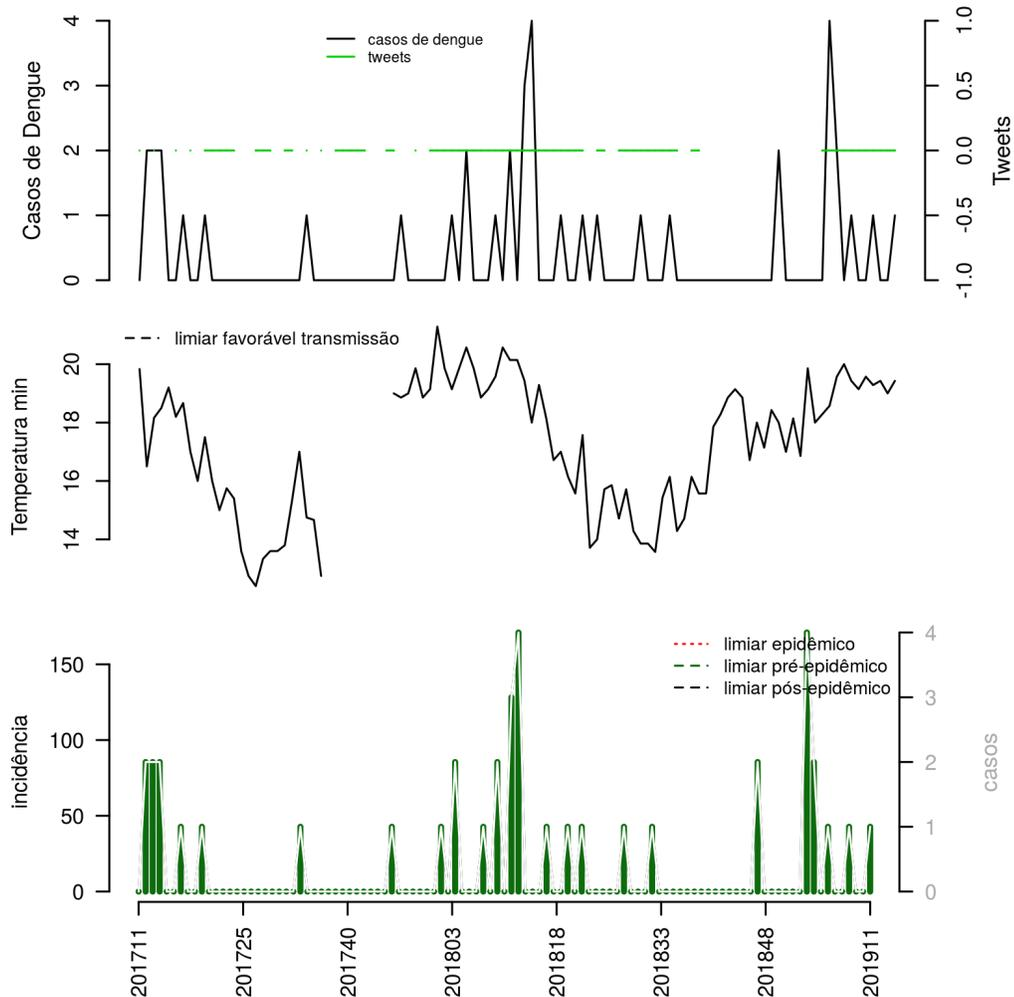 casos de dengue
tweets
Casos de Dengue
4
3
2
1
0
1.0
0.5
0.0
-0.5
-1.0
Tweets
limiar favorável transmissão
Temperatura min
20
18
16
14
limiar epidêmico
limiar pré-epidêmico
limiar pós-epidêmico
incidência
150
100
50
0
4
3
2
1
0
casos
201711
201725
201740
201803
201818
201833
201848
201911